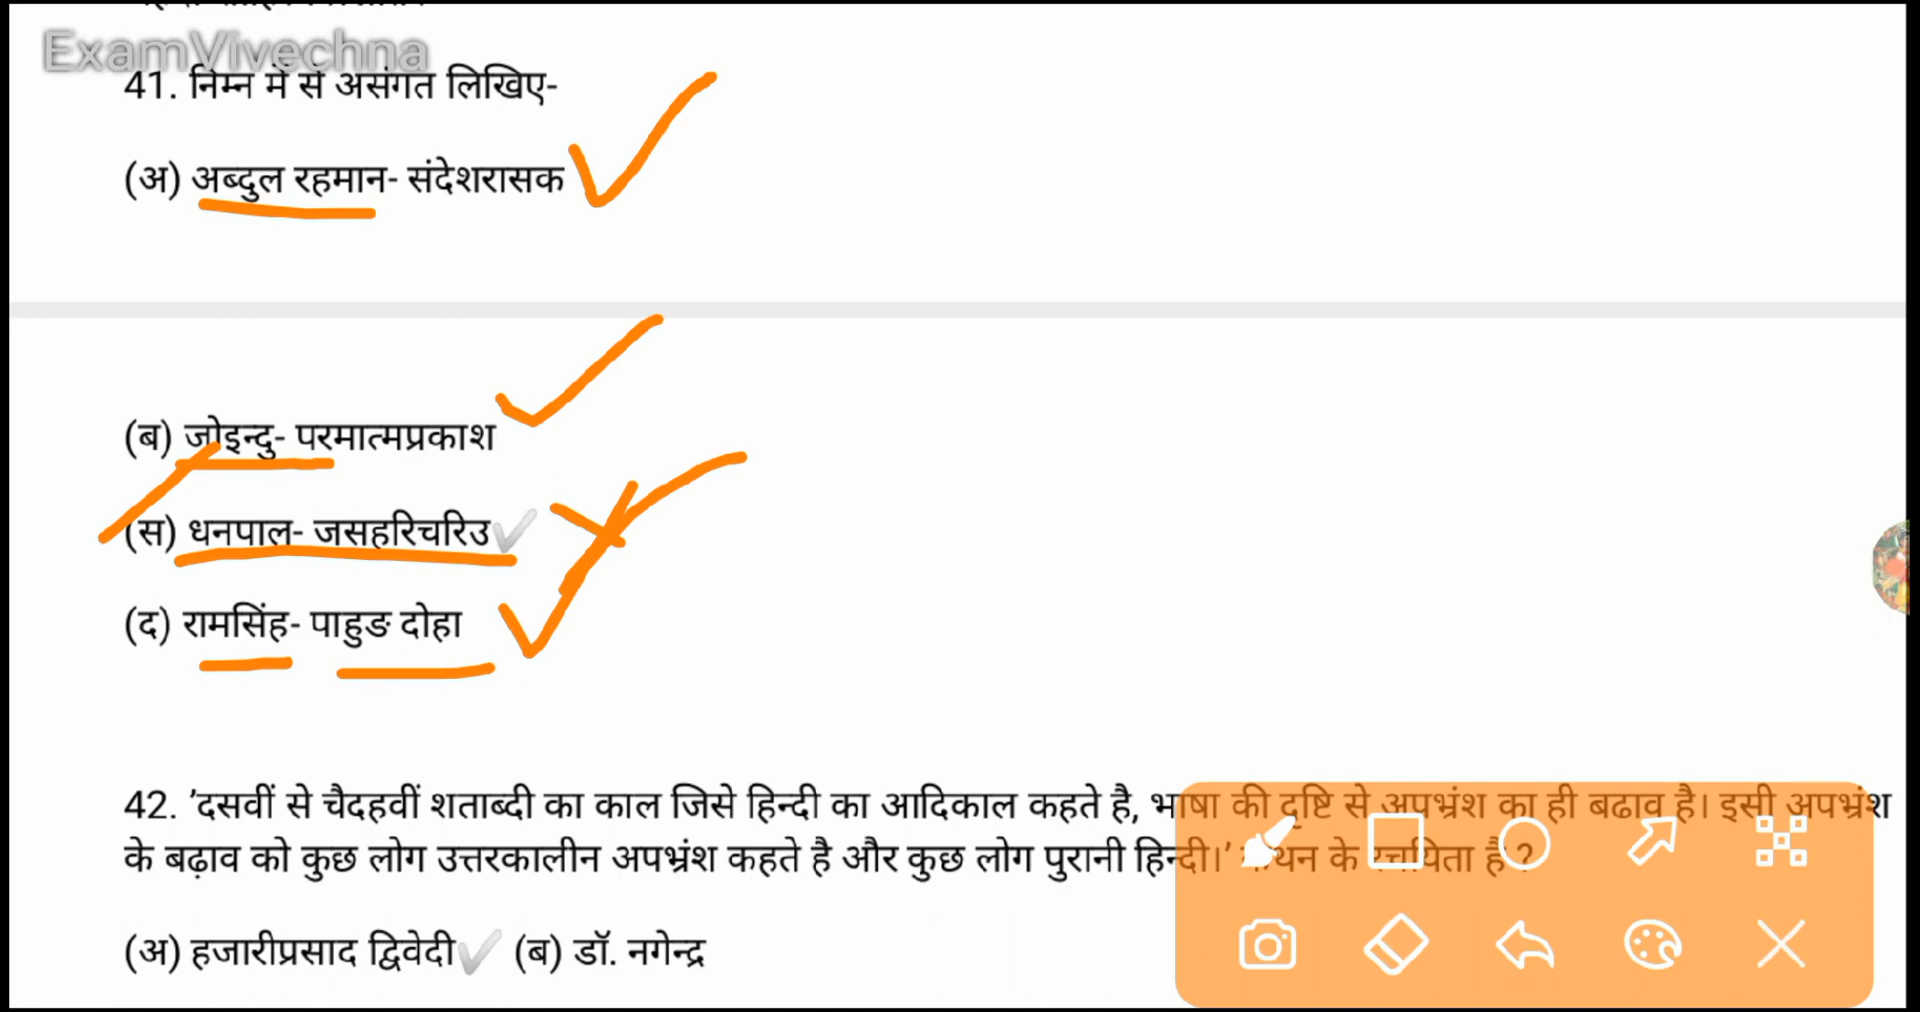 ExamVivechna
41. निम्न में से असंगत लिखिए-
(अ) अब्दुल रहमान- संदेशरासक
(ब) जोइन्दु- परमात्मप्रकाश
(स) धनपाल- जसहरिचरिउ✔
(द) रामसिंह- पाहुङ दोहा
42. 'दसवीं से चैदहवीं शताब्दी का काल जिसे हिन्दी का आदिकाल कहते है, भाषा की दृष्टि से अपभ्रंश का ही बढाव है। इसी अपभ्रंश
के बढ़ाव को कुछ लोग उत्तरकालीन अपभ्रंश कहते है और कुछ लोग पुरानी हिन्दी।' कथन के रचयिता है ?
(अ) हजारीप्रसाद द्विवेदी✔ (ब) डॉ. नगेन्द्र